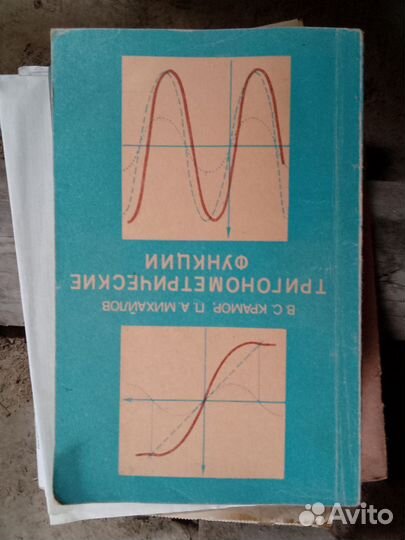 В. С. КРАМОР, П. А. МИХАЙЛОВ
ТРИГОНОМЕТРИЧЕСКИЕ
ФУНКЦИИ
Avito